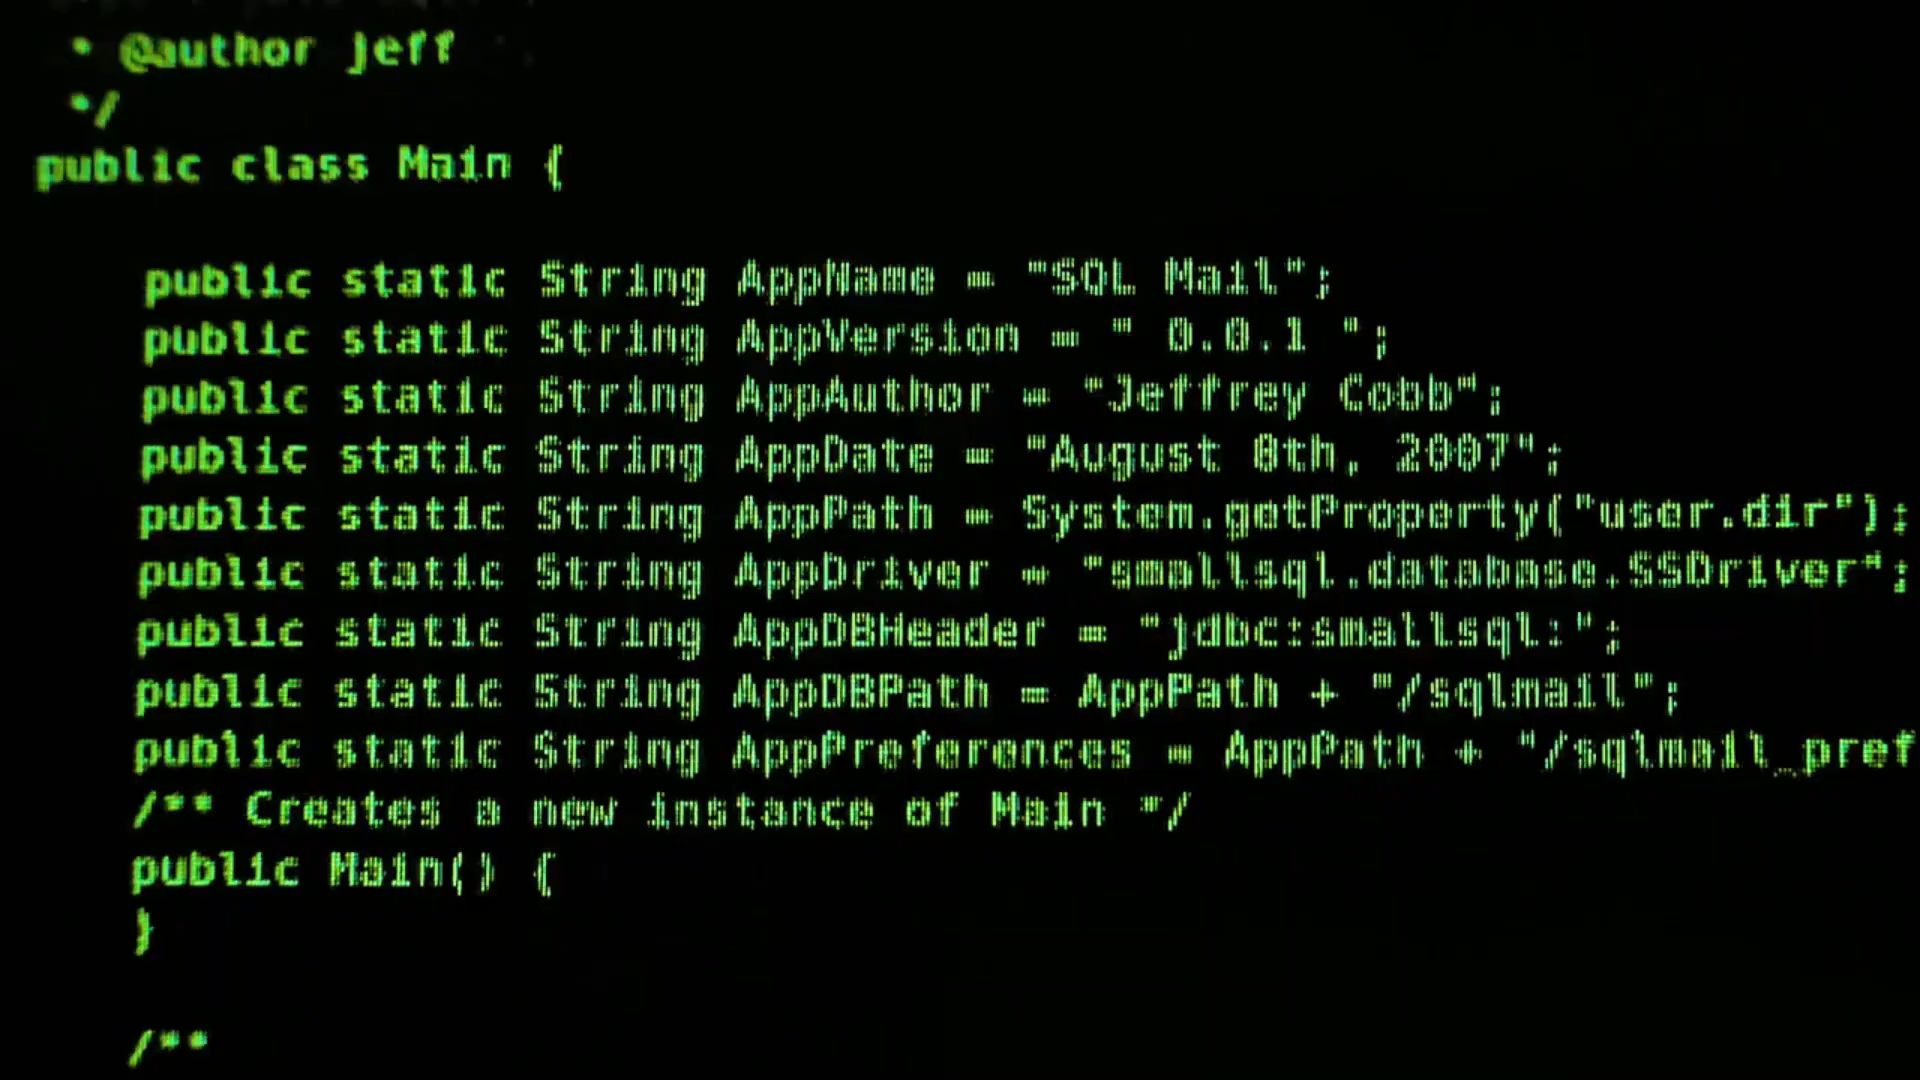 * @author jeff
*/
public class Main {
public static String AppName = "SQL Mail";
public static String AppVersion = " 0.0.1 ";
public static String AppAuthor = "Jeffrey Cobb";
public static String AppDate = "August 8th, 2007";
public static String AppPath = System.getProperty("user.dir");
public static String AppDriver = "smallsql.database.SSDriver";
public static String AppDBHeader = "jdbc:smallsql:";
public static String AppDBPath = AppPath + "/sqlmail";
public static String AppPreferences = AppPath + "/sqlmail_pref
/** Creates a new instance of Main */
public Main() {
}
/**